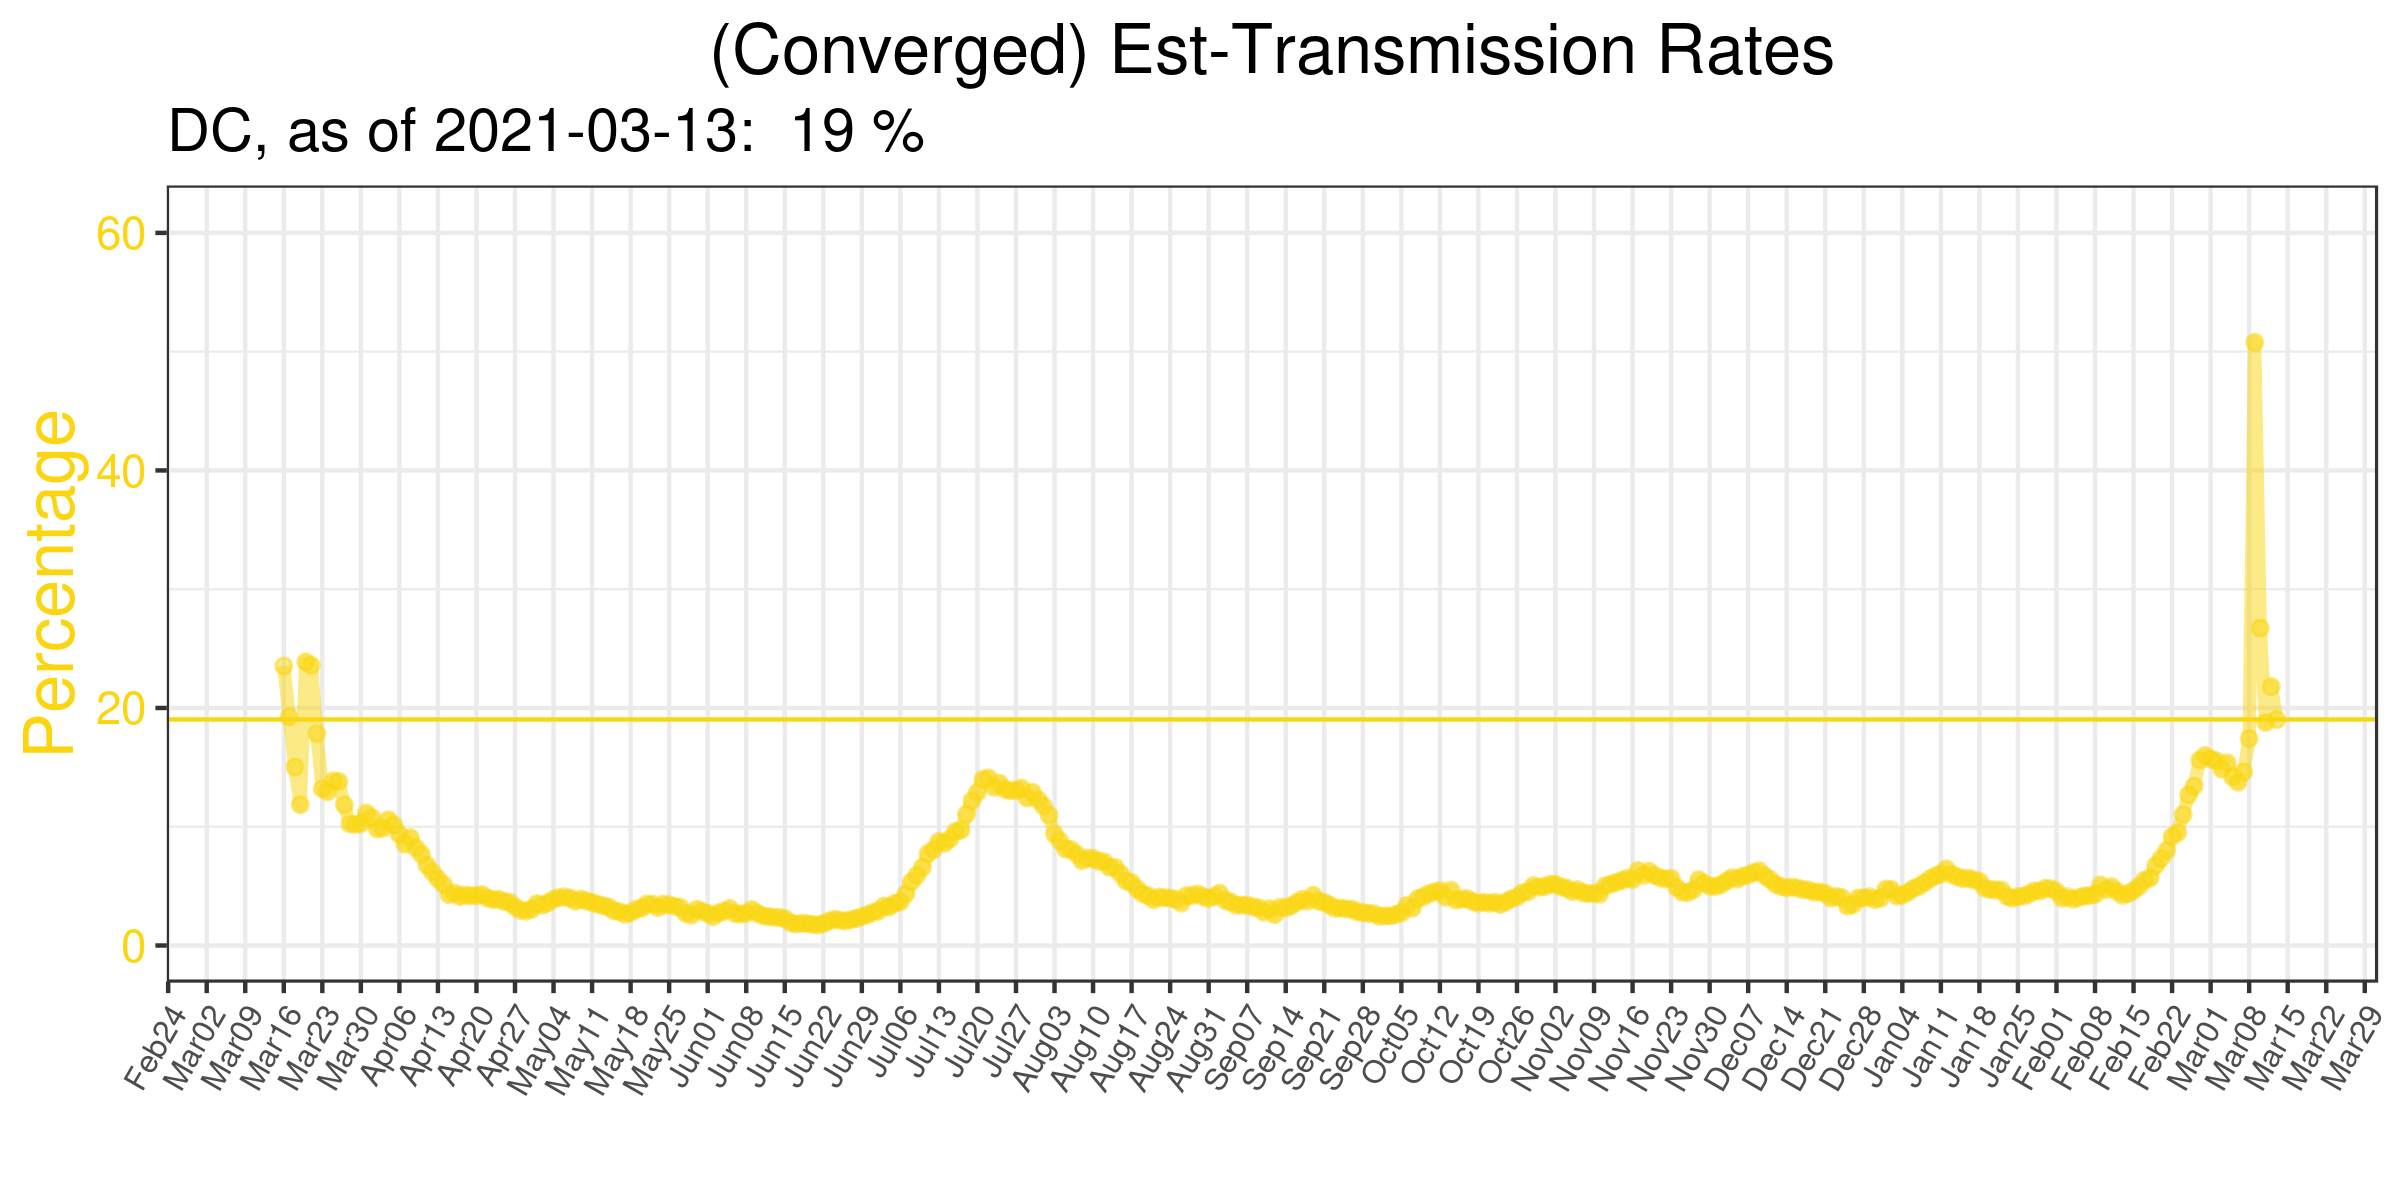 (Converged) Est-Transmission Rates
DC, as of 2021-03-13:  19 %
Percentage
60
40
20
0
Feb24
Mar02
Mar09
Mar16
Mar23
Mar30
Apr06
Apr13
Apr20
Apr27
May04
May11
May18
May25
Jun01
Jun08
Jun15
Jun22
Jun29
Jul06
Jul13
Jul20
Jul27
Aug03
Aug10
Aug17
Aug24
Aug31
Sep07
Sep14
Sep21
Sep28
Oct05
Oct12
Oct19
Oct26
Nov02
Nov09
Nov16
Nov23
Nov30
Dec07
Dec14
Dec21
Dec28
Jan04
Jan11
Jan18
Jan25
Feb01
Feb08
Feb15
Feb22
Mar01
Mar08
Mar15
Mar22
Mar29